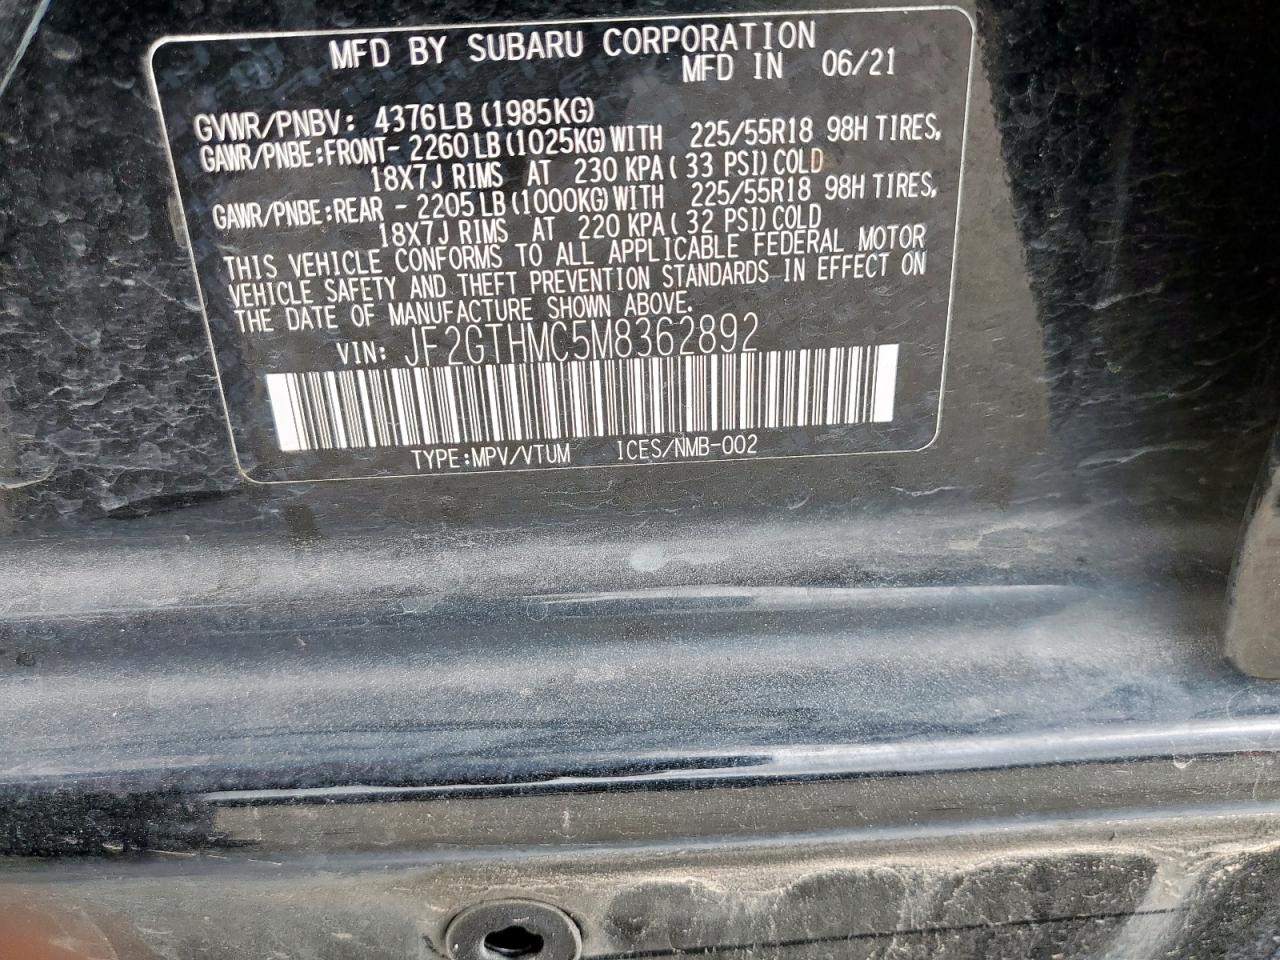 MFD BY SUBARU CORPORATION
MFD IN 06/21
GVWR/PNBV: 4376LB (1985KG)
GAWR/PNBE:FRONT- 2260LB (1025KG) WITH 225/55R18 98H TIRES,
18X7J RIMS AT 230 KPA( 33 PSI) COLD
GAWR/PNBE:REAR - 2205LB (1000KG) WITH 225/55R18 98H TIRES,
18X7J RIMS AT 220 KPA( 32 PSI) COLD
THIS VEHICLE CONFORMS TO ALL APPLICABLE FEDERAL MOTOR
VEHICLE SAFETY AND THEFT PREVENTION STANDARDS IN EFFECT ON
THE DATE OF MANUFACTURE SHOWN ABOVE.
VIN: JF2GTHMC5M8362892
TYPE:MPV/VTUM ICES/NMB-002